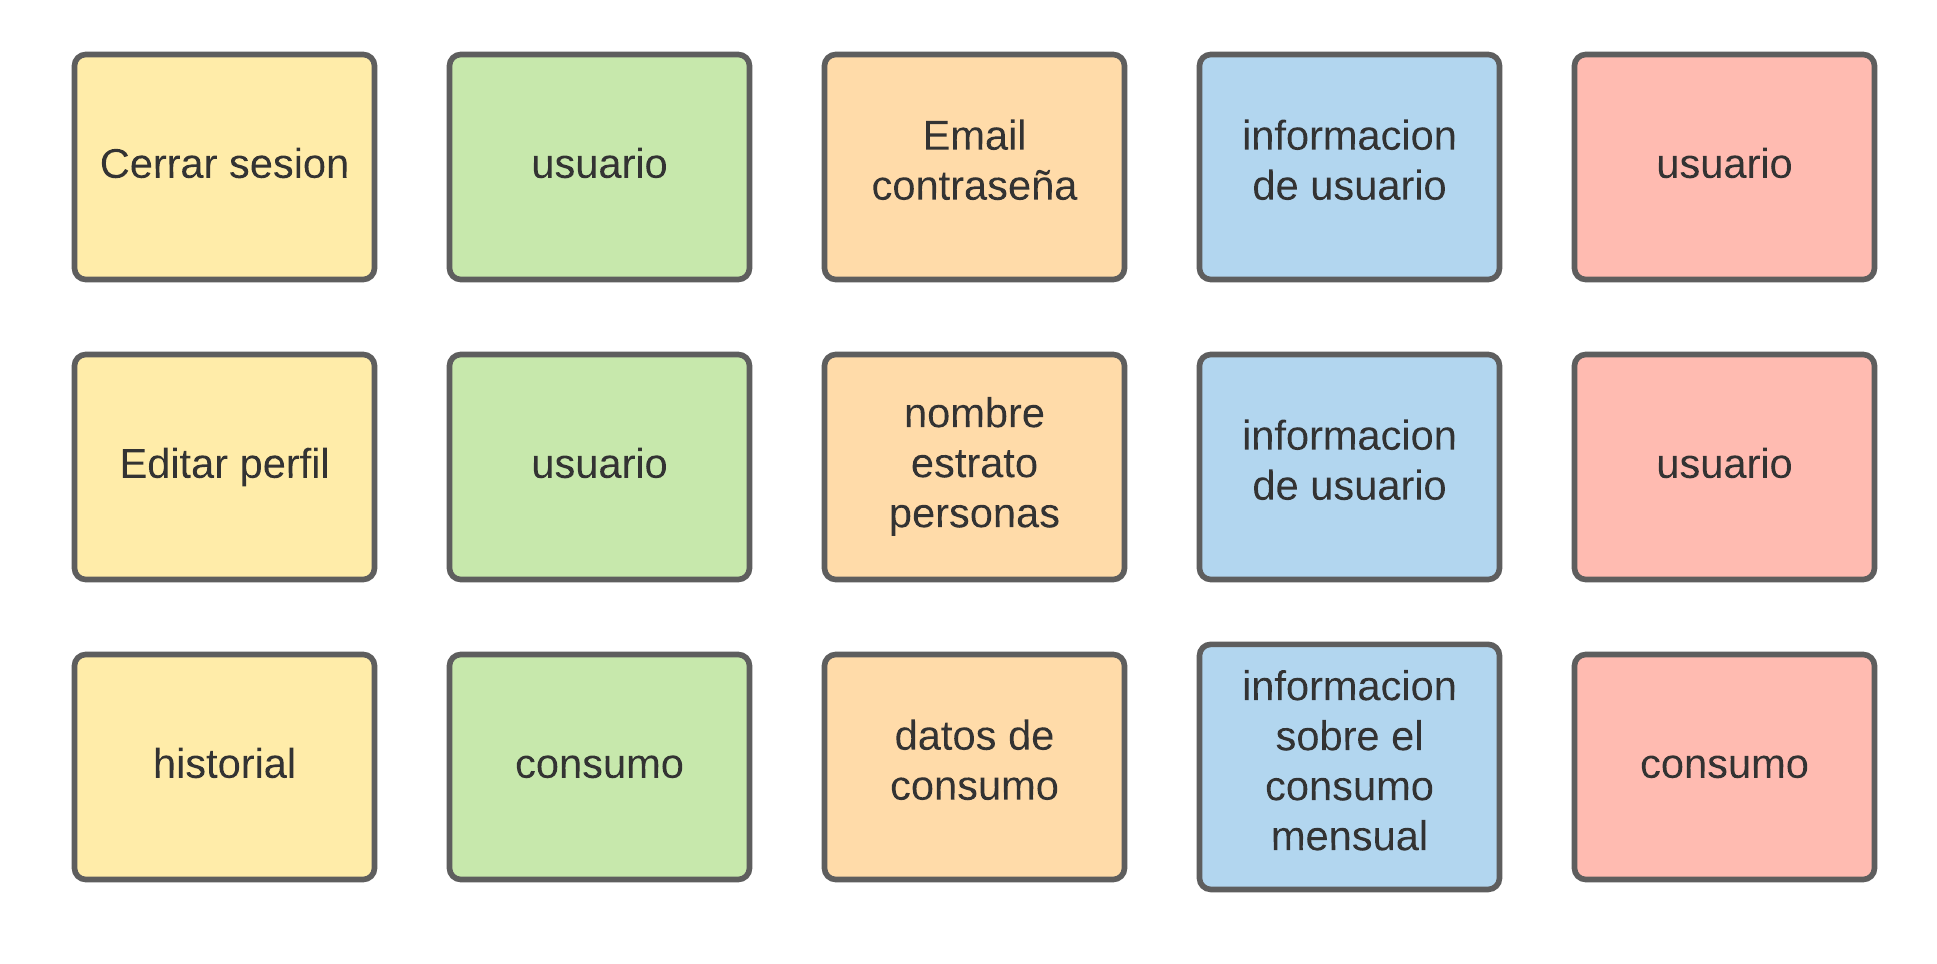 Cerrar sesion
usuario
Email
contraseña
informacion
de usuario
usuario
Editar perfil
usuario
nombre
estrato
personas
informacion
de usuario
usuario
historial
consumo
datos de
consumo
informacion
sobre el
consumo
mensual
consumo